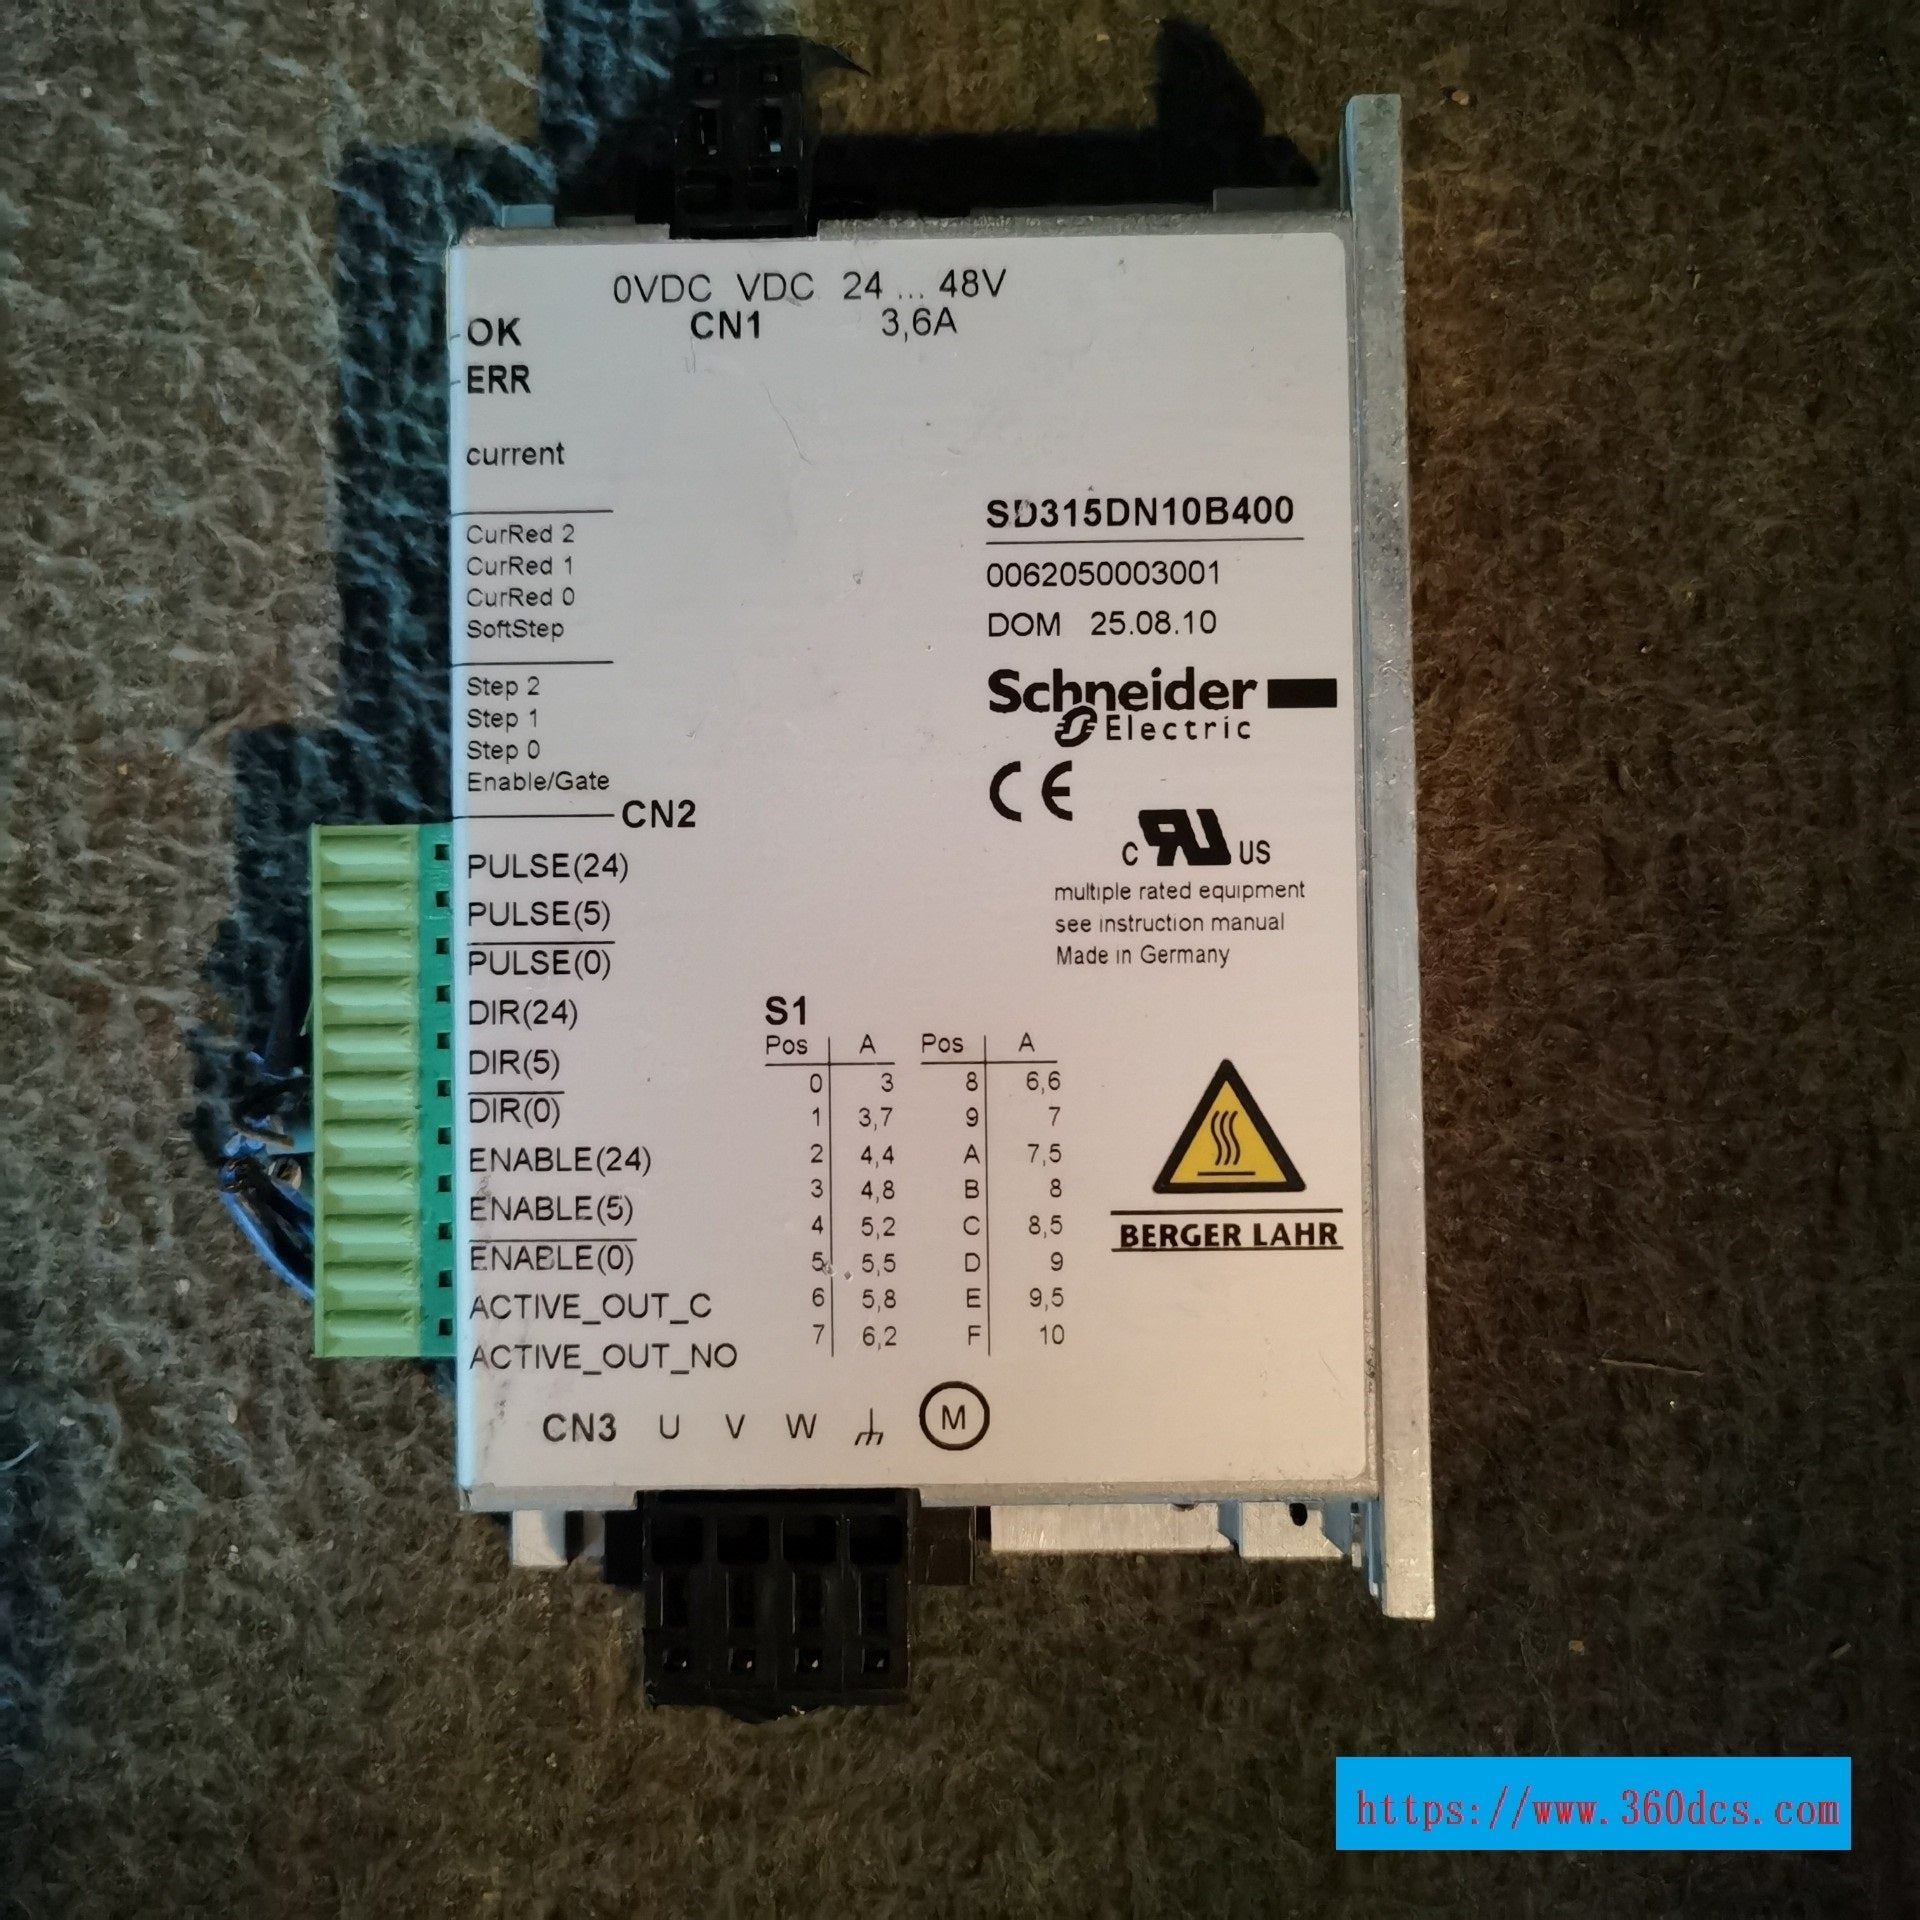 0VDC VDC 24 ... 48V
CN1 3,6A
OK
ERR
current
CurRed 2
CurRed 1
CurRed 0
SoftStep
Step 2
Step 1
Step 0
Enable/Gate
CN2
PULSE(24)
PULSE(5)
PULSE(0)
DIR(24)
DIR(5)
DIR(0)
ENABLE(24)
ENABLE(5)
ENABLE(0)
ACTIVE_OUT_C
ACTIVE_OUT_NO
SD315DN10B400
0062050003001
DOM 25.08.10
Schneider
Electric
CE
C RU US
multiple rated equipment
see instruction manual
Made in Germany
S1
Pos A Pos A
0 3 8 6,6
1 3,7 9 7
2 4,4 A 7,5
3 4,8 B 8
4 5,2 C 8,5
5 5,5 D 9
6 5,8 E 9,5
7 6,2 F 10
BERGER LAHR
CN3 U V W M
https://www.360dcs.com